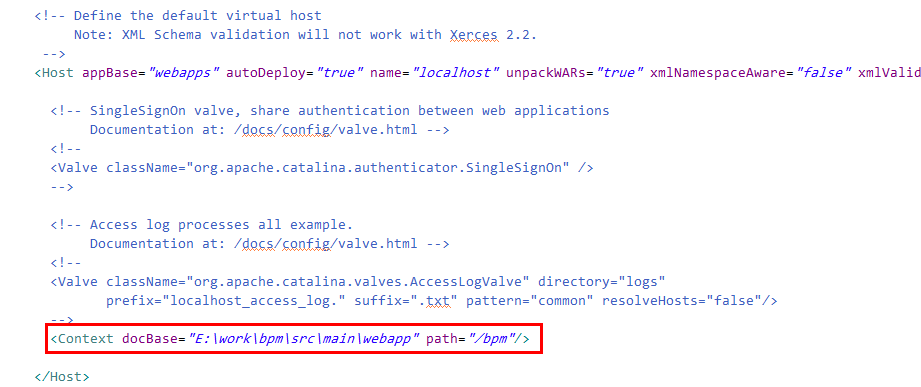 <!-- Define the default virtual host
Note: XML Schema validation will not work with Xerces 2.2.
-->
<Host appBase="webapps" autoDeploy="true" name="localhost" unpackWARs="true" xmlNamespaceAware="false" xmlValid
<!-- SingleSignOn valve, share authentication between web applications
Documentation at: /docs/config/valve.html -->
<!--
<Valve className="org.apache.catalina.authenticator.SingleSignOn" />
-->
<!-- Access log processes all example.
Documentation at: /docs/config/valve.html -->
<!--
<Valve className="org.apache.catalina.valves.AccessLogValve" directory="logs"
prefix="localhost_access_log." suffix=".txt" pattern="common" resolveHosts="false"/>
-->
<Context docBase="E:\work\bpm\src\main\webapp" path="/bpm"/>
</Host>